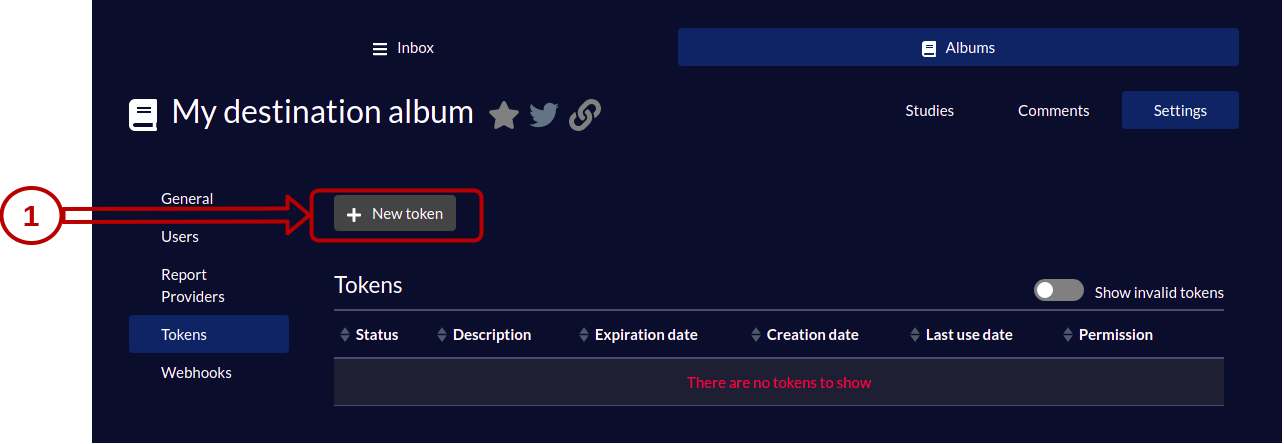 Inbox
Albums
My destination album
Studies
Comments
Settings
1
General
Users
Report
Providers
Tokens
Webhooks
New token
Tokens
Show invalid tokens
Status Description Expiration date Creation date Last use date Permission
There are no tokens to show